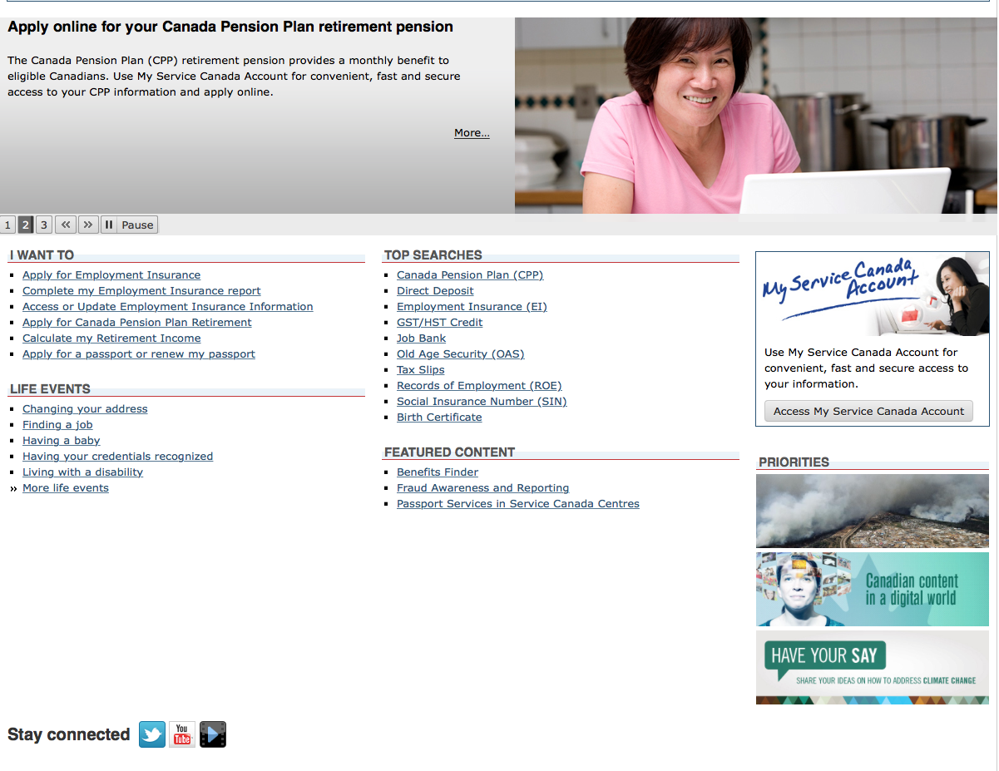 Apply online for your Canada Pension Plan retirement pension
The Canada Pension Plan (CPP) retirement pension provides a monthly benefit to
eligible Canadians. Use My Service Canada Account for convenient, fast and secure
access to your CPP information and apply online.
More...
1 2 3 « » Pause
I WANT TO
Apply for Employment Insurance
Complete my Employment Insurance report
Access or Update Employment Insurance Information
Apply for Canada Pension Plan Retirement
Calculate my Retirement Income
Apply for a passport or renew my passport
LIFE EVENTS
Changing your address
Finding a job
Having a baby
Having your credentials recognized
Living with a disability
» More life events
TOP SEARCHES
Canada Pension Plan (CPP)
Direct Deposit
Employment Insurance (EI)
GST/HST Credit
Job Bank
Old Age Security (OAS)
Tax Slips
Records of Employment (ROE)
Social Insurance Number (SIN)
Birth Certificate
FEATURED CONTENT
Benefits Finder
Fraud Awareness and Reporting
Passport Services in Service Canada Centres
My Service Canada
Account
Use My Service Canada Account for
convenient, fast and secure access to
your information.
Access My Service Canada Account
PRIORITIES
Canadian content
in a digital world
HAVE YOUR SAY
SHARE YOUR IDEAS ON HOW TO ADDRESS CLIMATE CHANGE
Stay connected
You
Tube